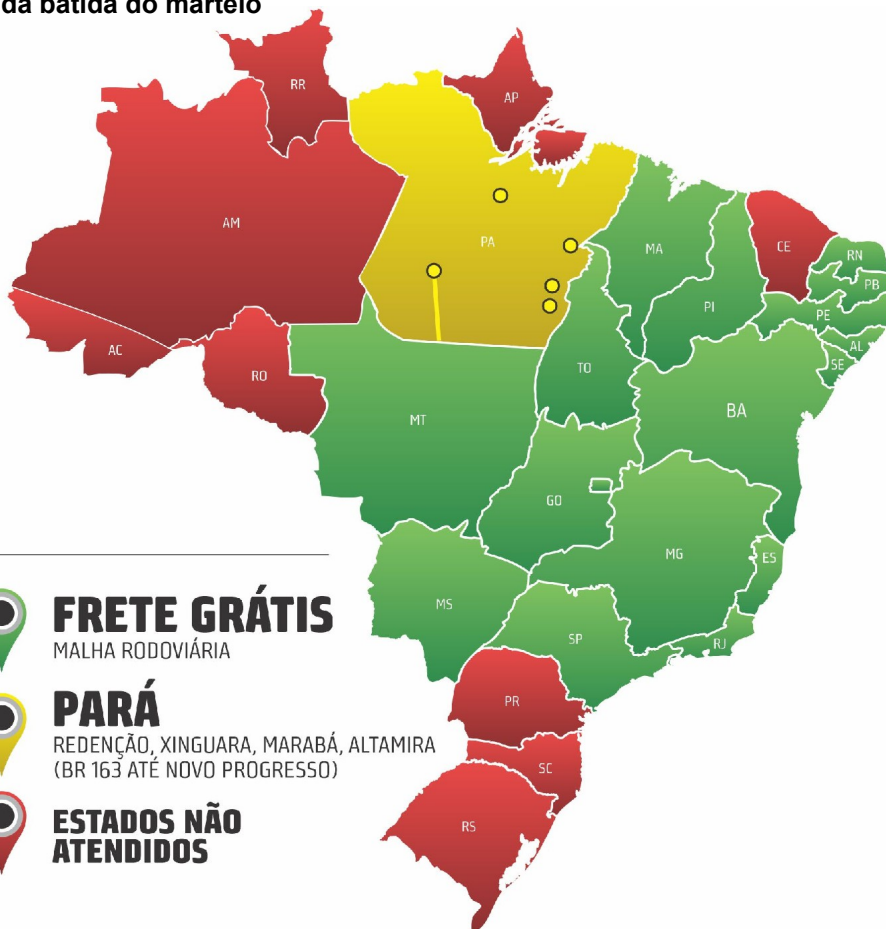 da batida do martelo
RR
AP
AM
PA
MA
CE
RN
PB
PI
PE
AL
SE
AC
RO
TO
MT
BA
GO
MG
ES
MS
SP
RJ
PR
SC
RS
FRETE GRÁTIS
MALHA RODOVIÁRIA
PARÁ
REDENÇÃO, XINGUARA, MARABÁ, ALTAMIRA
(BR 163 ATÉ NOVO PROGRESSO)
ESTADOS NÃO
ATENDIDOS